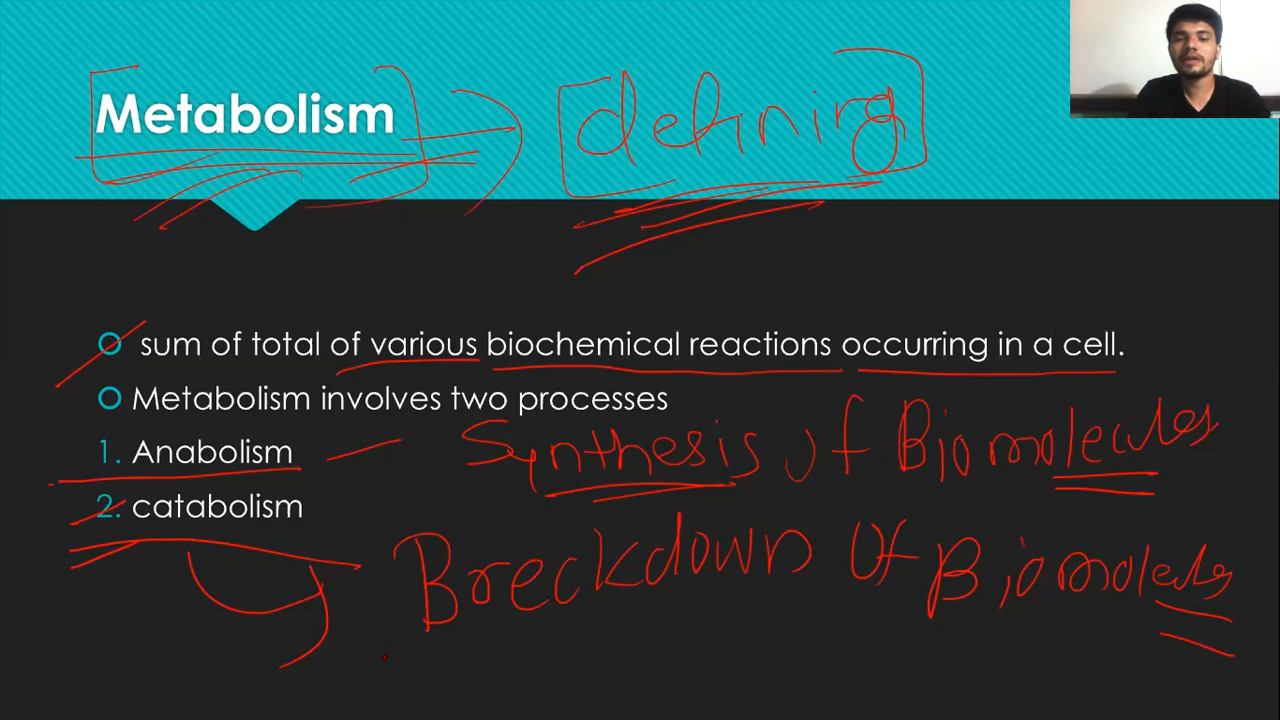 Metabolism defining
sum of total of various biochemical reactions occurring in a cell.
Metabolism involves two processes
1. Anabolism — Synthesis of Biomolecules
2. catabolism
Breckdown Of Biomolecules